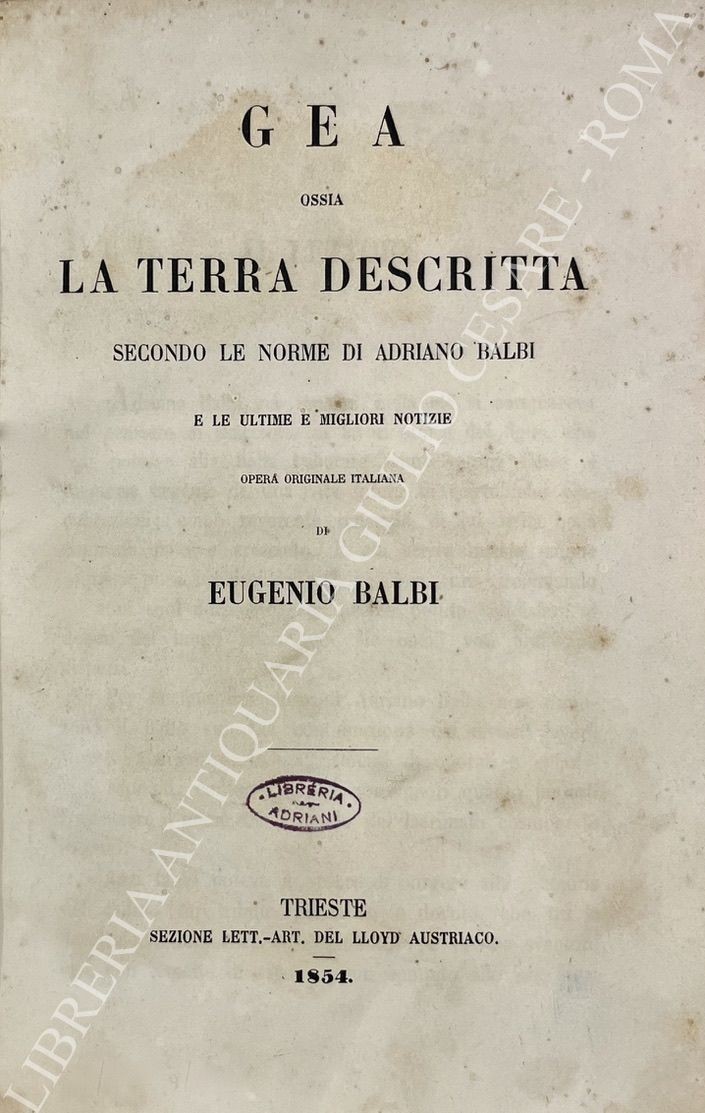 GEA
OSSIA
LA TERRA DESCRITTA
SECONDO LE NORME DI ADRIANO BALBI
E LE ULTIME E MIGLIORI NOTIZIE
OPERA ORIGINALE ITALIANA
DI
EUGENIO BALBI
LIBRERIA
ADRIANI
TRIESTE
SEZIONE LETT.-ART. DEL LLOYD AUSTRIACO.
1854.
LIBRERIA ANTIQUARIA GIULIO CESARE - ROMA